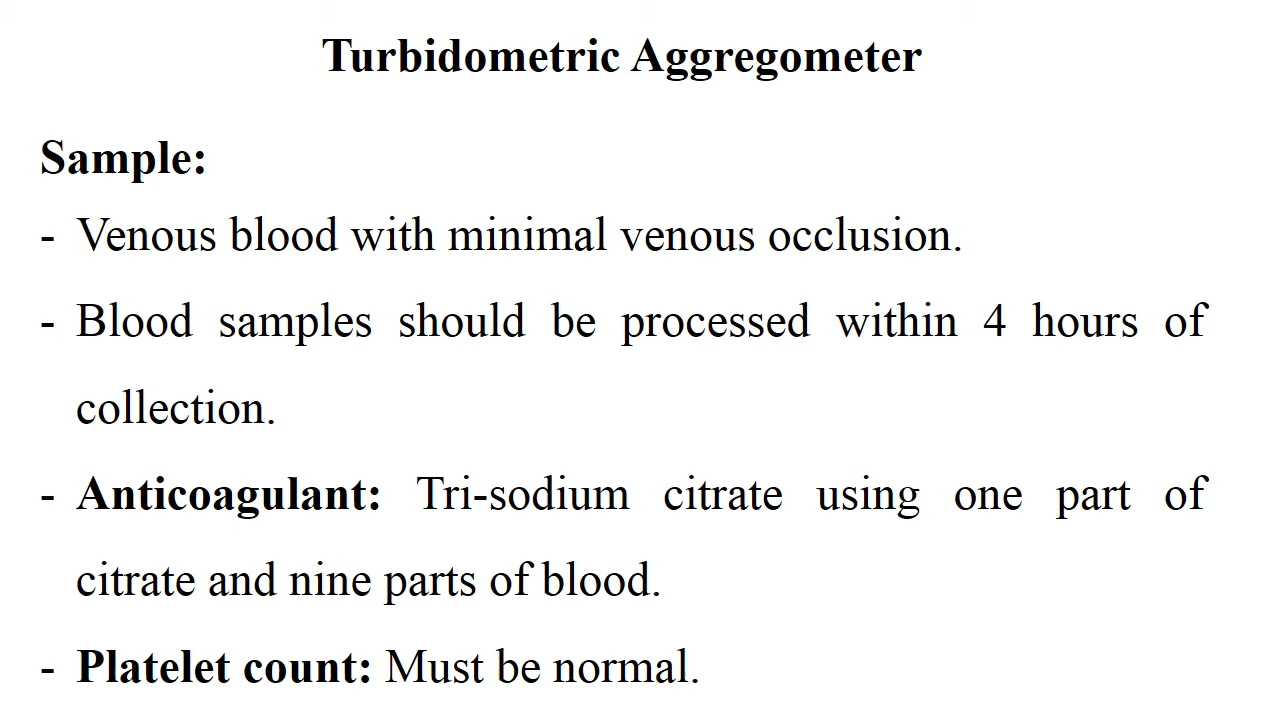 Turbidometric Aggregometer
Sample:
- Venous blood with minimal venous occlusion.
- Blood samples should be processed within 4 hours of
collection.
- Anticoagulant: Tri-sodium citrate using one part of
citrate and nine parts of blood.
- Platelet count: Must be normal.